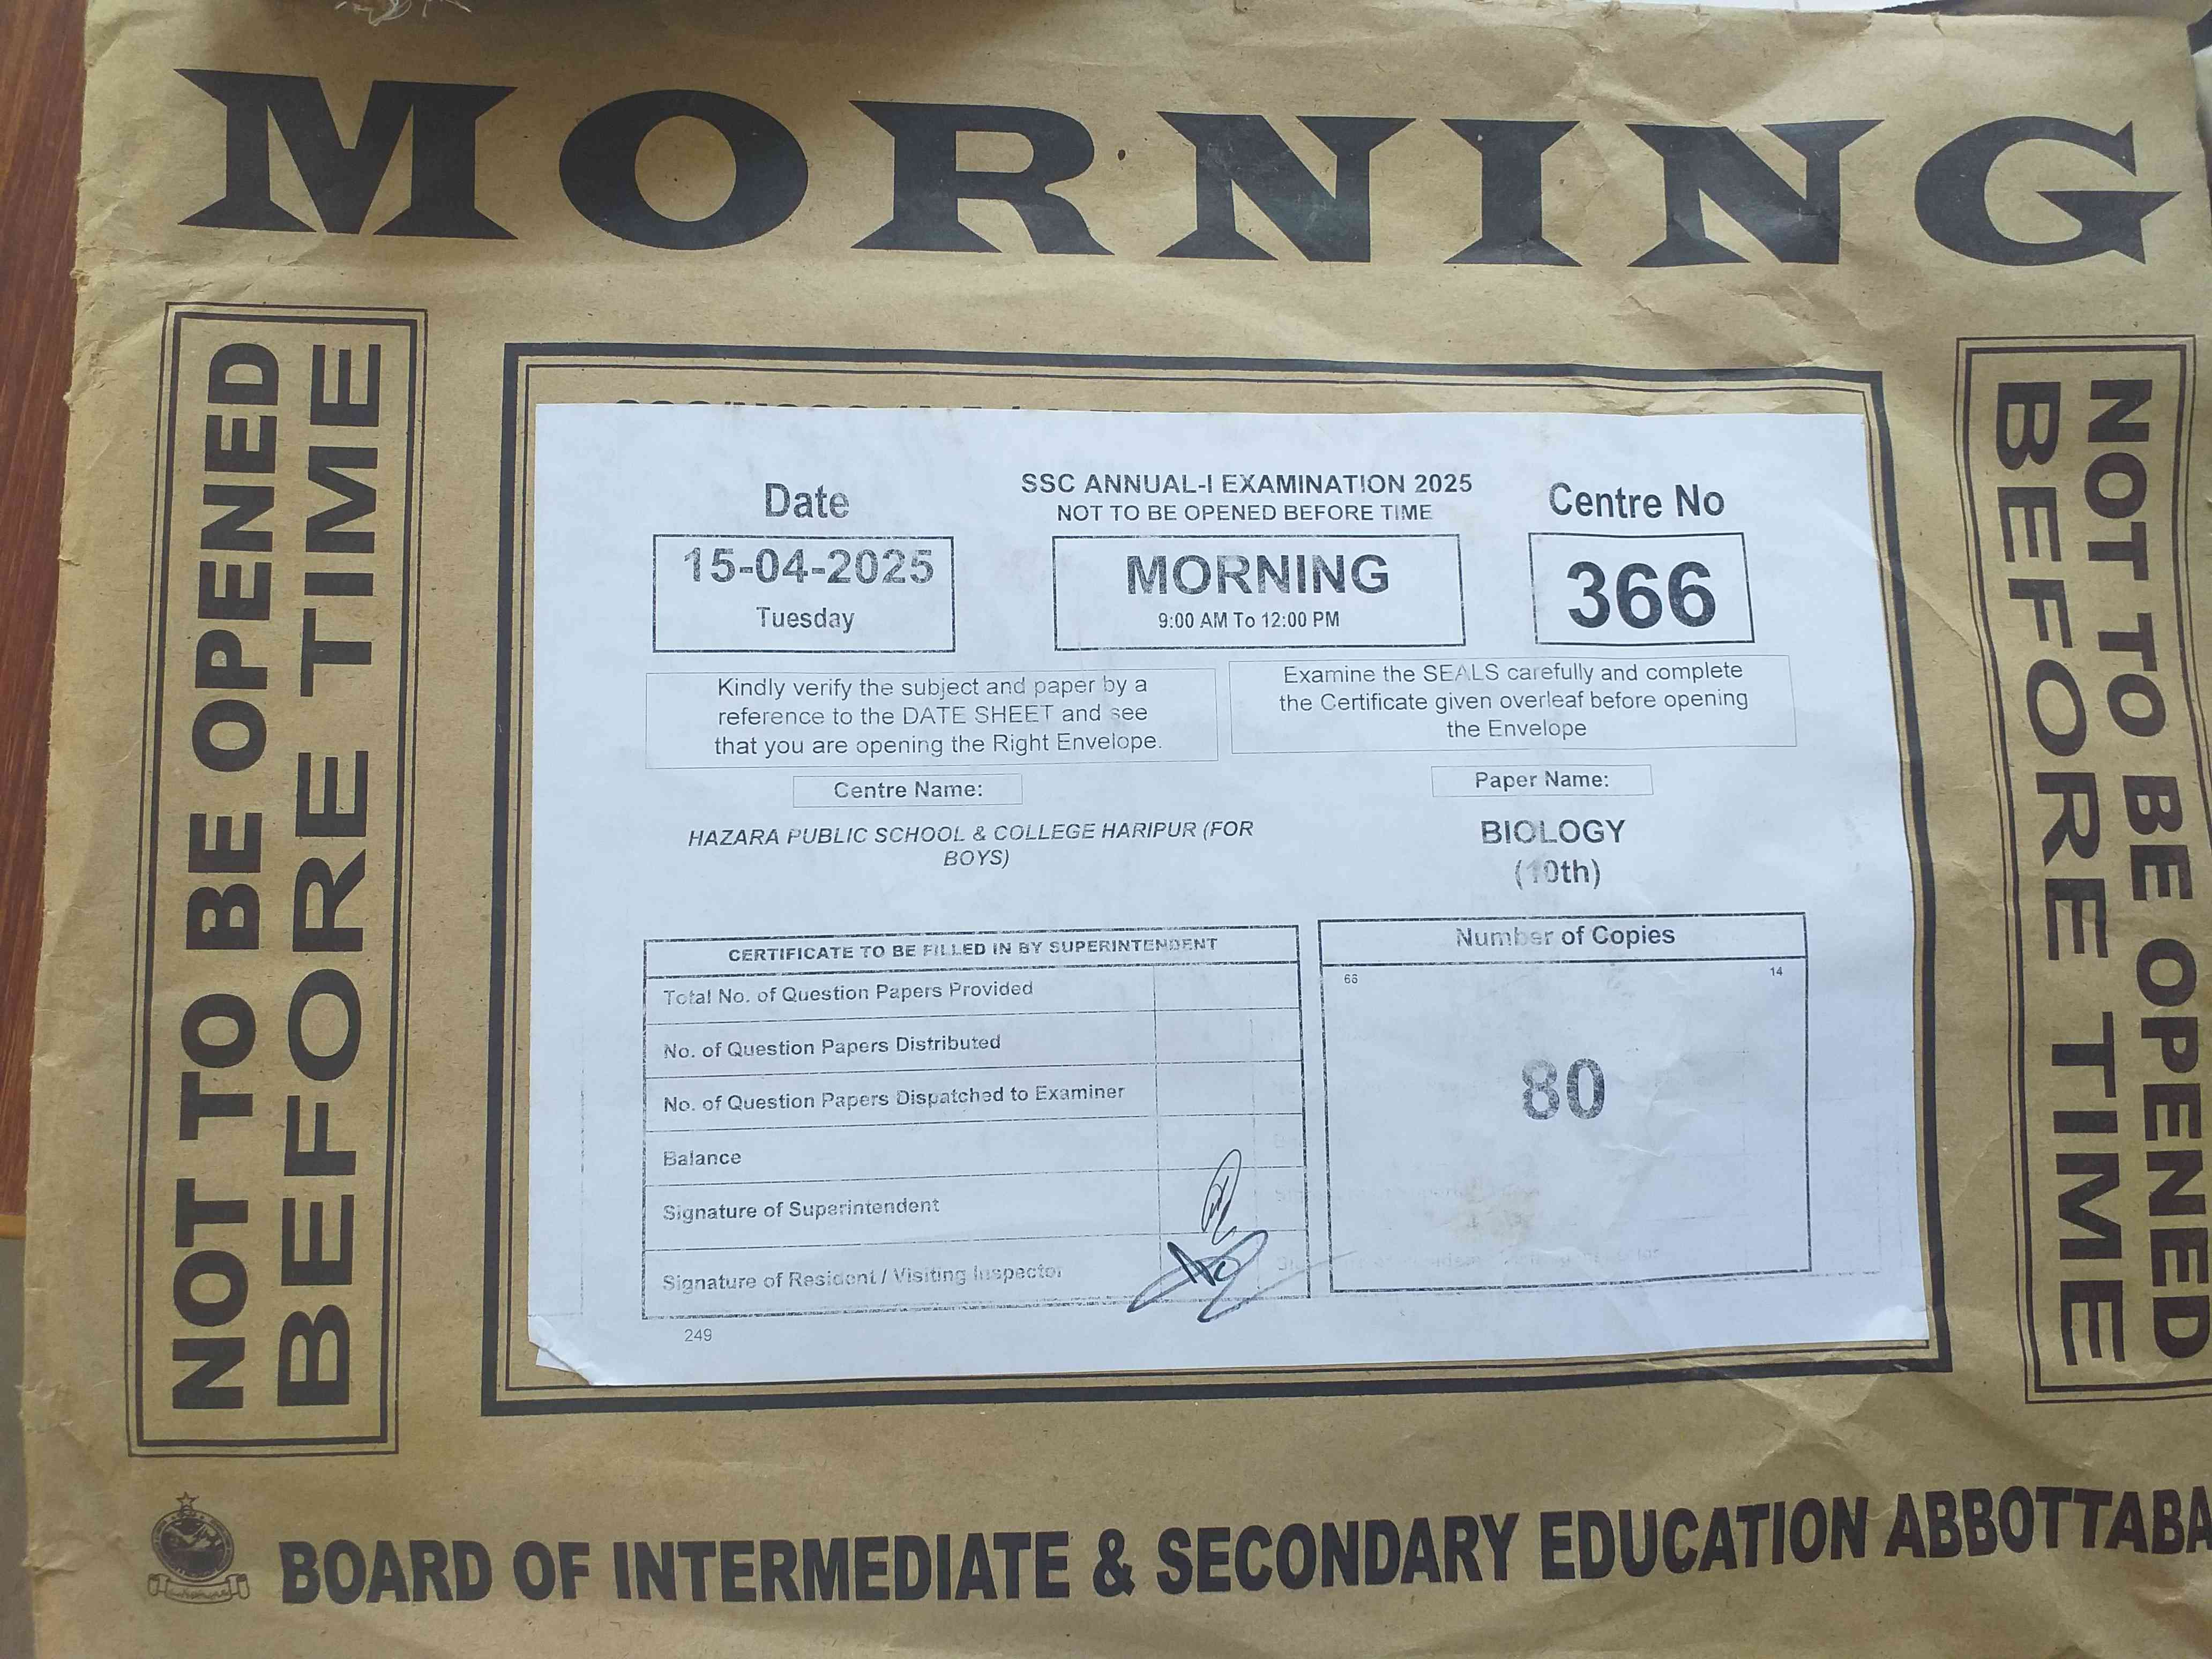 MORNING
NOT TO BE OPENED
BEFORE TIME
Date
15-04-2025
Tuesday
SSC ANNUAL-I EXAMINATION 2025
NOT TO BE OPENED BEFORE TIME
MORNING
9:00 AM To 12:00 PM
Centre No
366
Kindly verify the subject and paper by a
reference to the DATE SHEET and see
that you are opening the Right Envelope.
Examine the SEALS carefully and complete
the Certificate given overleaf before opening
the Envelope
Centre Name:
HAZARA PUBLIC SCHOOL & COLLEGE HARIPUR (FOR
BOYS)
Paper Name:
BIOLOGY
(10th)
CERTIFICATE TO BE FILLED IN BY SUPERINTENDENT
Total No. of Question Papers Provided
No. of Question Papers Distributed
No. of Question Papers Dispatched to Examiner
Balance
Signature of Superintendent
Signature of Resident / Visiting Inspector
249
Number of Copies
66 14
80
NOT TO BE OPENED
BEFORE TIME
BOARD OF INTERMEDIATE & SECONDARY EDUCATION ABBOTTABA